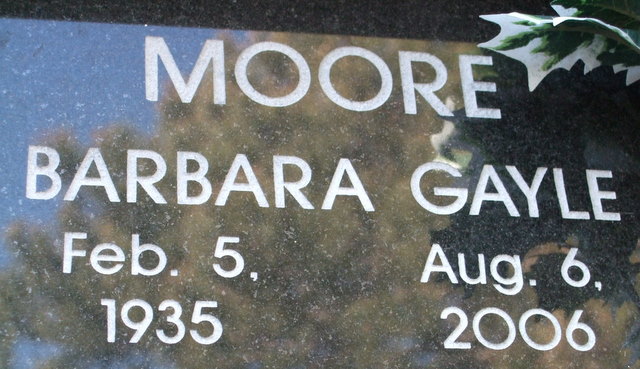 MOORE
BARBARA GAYLE
Feb. 5, Aug. 6,
1935 2006